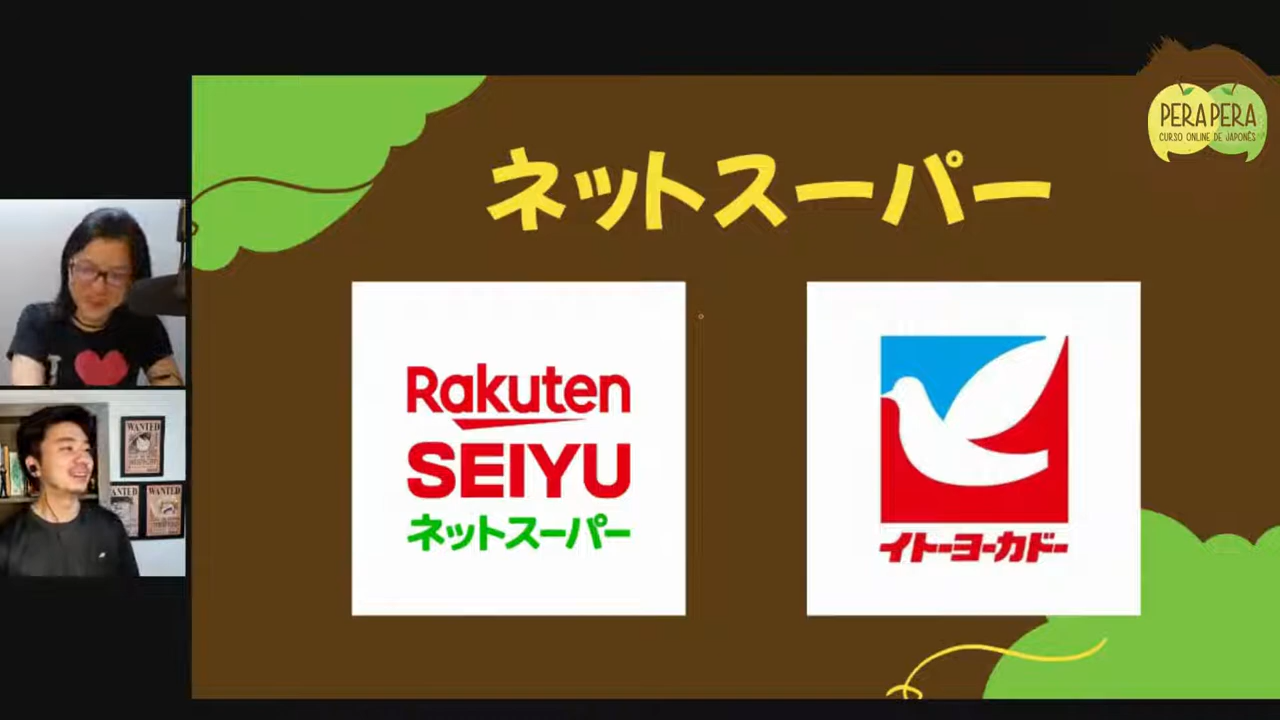 PERA PERA
CURSO ONLINE DE JAPONÊS
ネットスーパー
Rakuten
SEIYU
ネットスーパー
イトーヨーカドー
I
WANTED
WANTED
WANTED